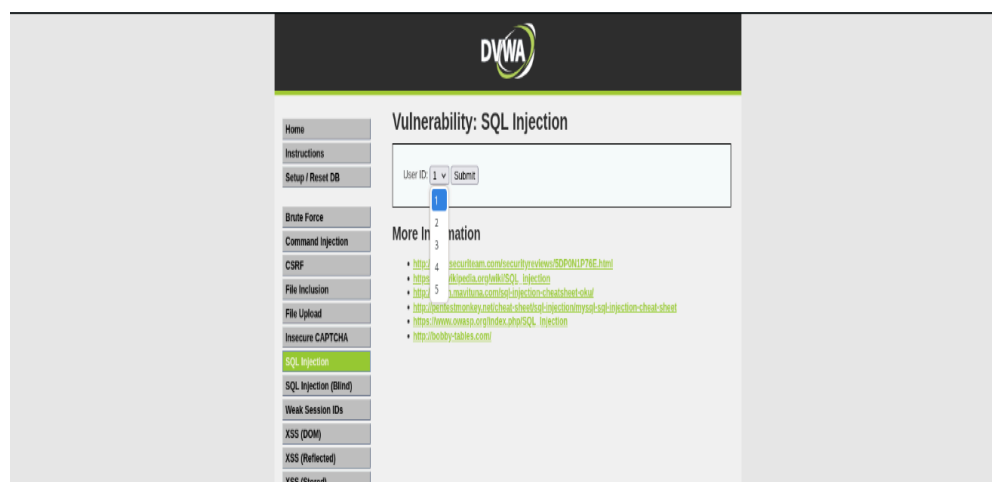 DVWA
Home
Instructions
Setup / Reset DB
Brute Force
Command Injection
CSRF
File Inclusion
File Upload
Insecure CAPTCHA
SQL Injection
SQL Injection (Blind)
Weak Session IDs
XSS (DOM)
XSS (Reflected)
XSS (Stored)
Vulnerability: SQL Injection
User ID: 1 Submit
1
2
3
4
5
More In mation
http:/ securiteam.com/securityreviews/5DP0N1P76E.html
https ikipedia.org/wiki/SQL_injection
http:/ .mavituna.com/sql-injection-cheatsheet-oku/
http://pentestmonkey.net/cheat-sheet/sql-injection/mysql-sql-injection-cheat-sheet
https://www.owasp.org/index.php/SQL_Injection
http://bobby-tables.com/